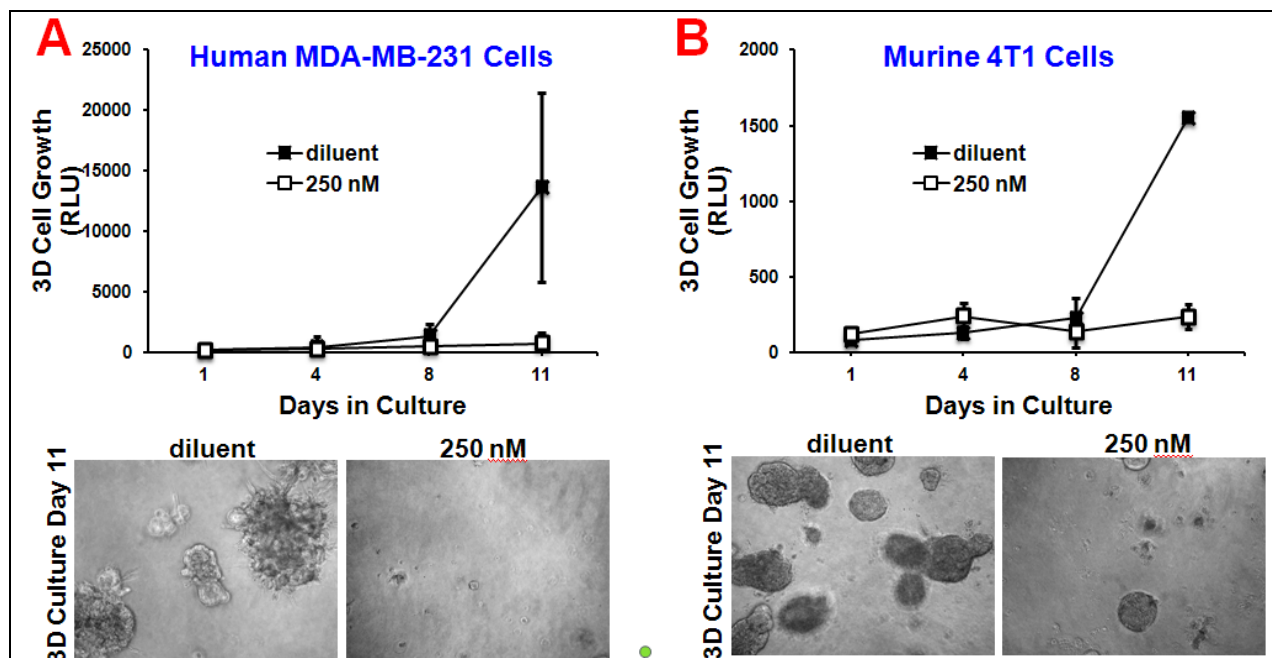 A
Human MDA-MB-231 Cells
25000
20000
15000
10000
5000
0
3D Cell Growth
(RLU)
diluent
250 nM
1 4 8 11
Days in Culture
3D Culture Day 11
diluent
250 nM
B
Murine 4T1 Cells
2000
1500
1000
500
0
3D Cell Growth
(RLU)
diluent
250 nM
1 4 8 11
Days in Culture
3D Culture Day 11
diluent
250 nM